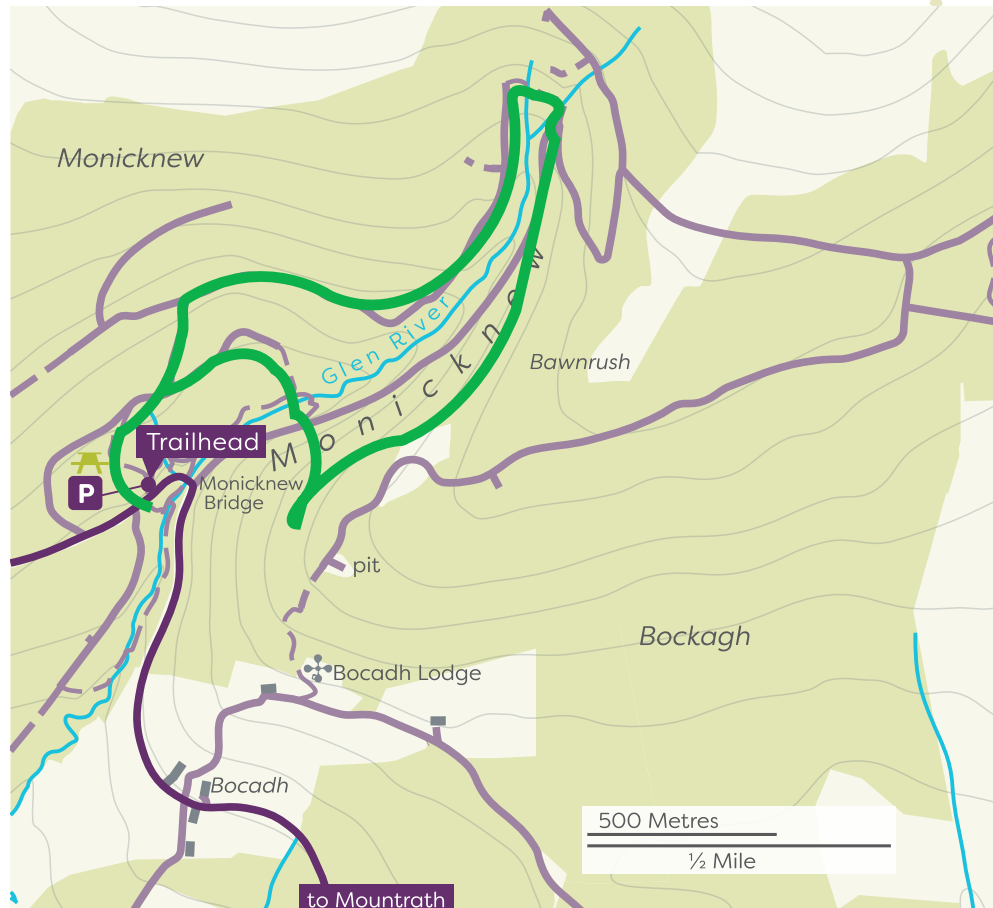 Monicknew
Glen River
Monicknew
Bawnrush
Trailhead
P
Monicknew
Bridge
pit
Bockagh
Bocadh Lodge
Bocadh
500 Metres
½ Mile
to Mountrath